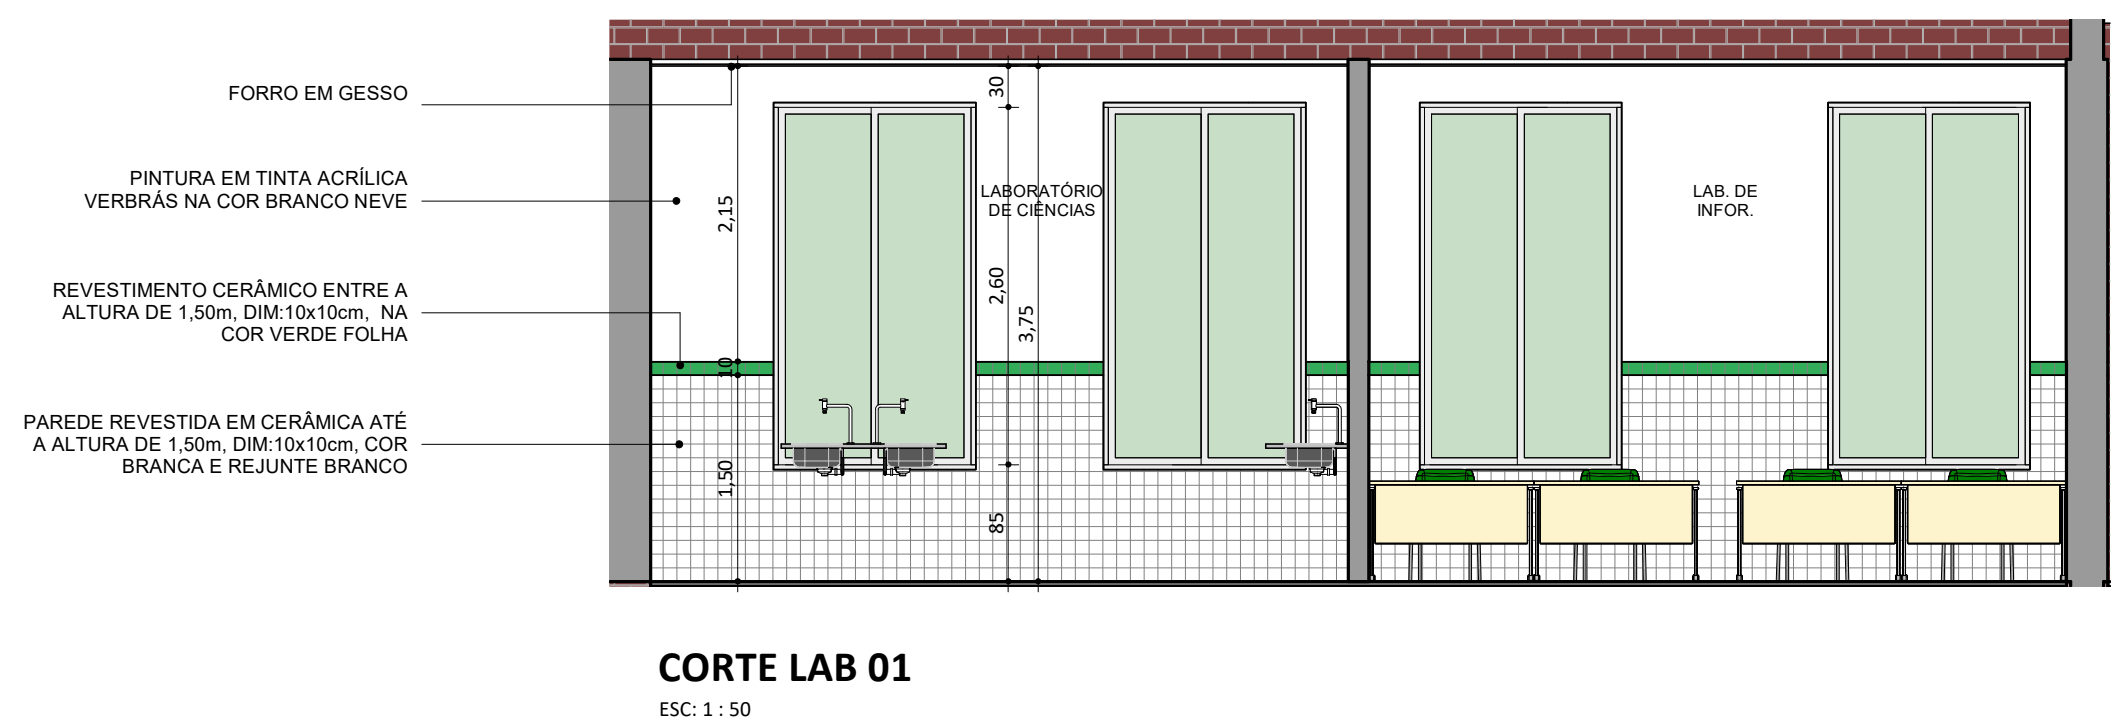 FORRO EM GESSO
PINTURA EM TINTA ACRÍLICA
VERBRÁS NA COR BRANCO NEVE
REVESTIMENTO CERÂMICO ENTRE A
ALTURA DE 1,50m, DIM:10x10cm, NA
COR VERDE FOLHA
PAREDE REVESTIDA EM CERÂMICA ATÉ
A ALTURA DE 1,50m, DIM:10x10cm, COR
BRANCA E REJUNTE BRANCO
2,15
10
1,50
30
2,60
85
3,75
LABORATÓRIO
DE CIÊNCIAS
LAB. DE
INFOR.
CORTE LAB 01
ESC: 1 : 50